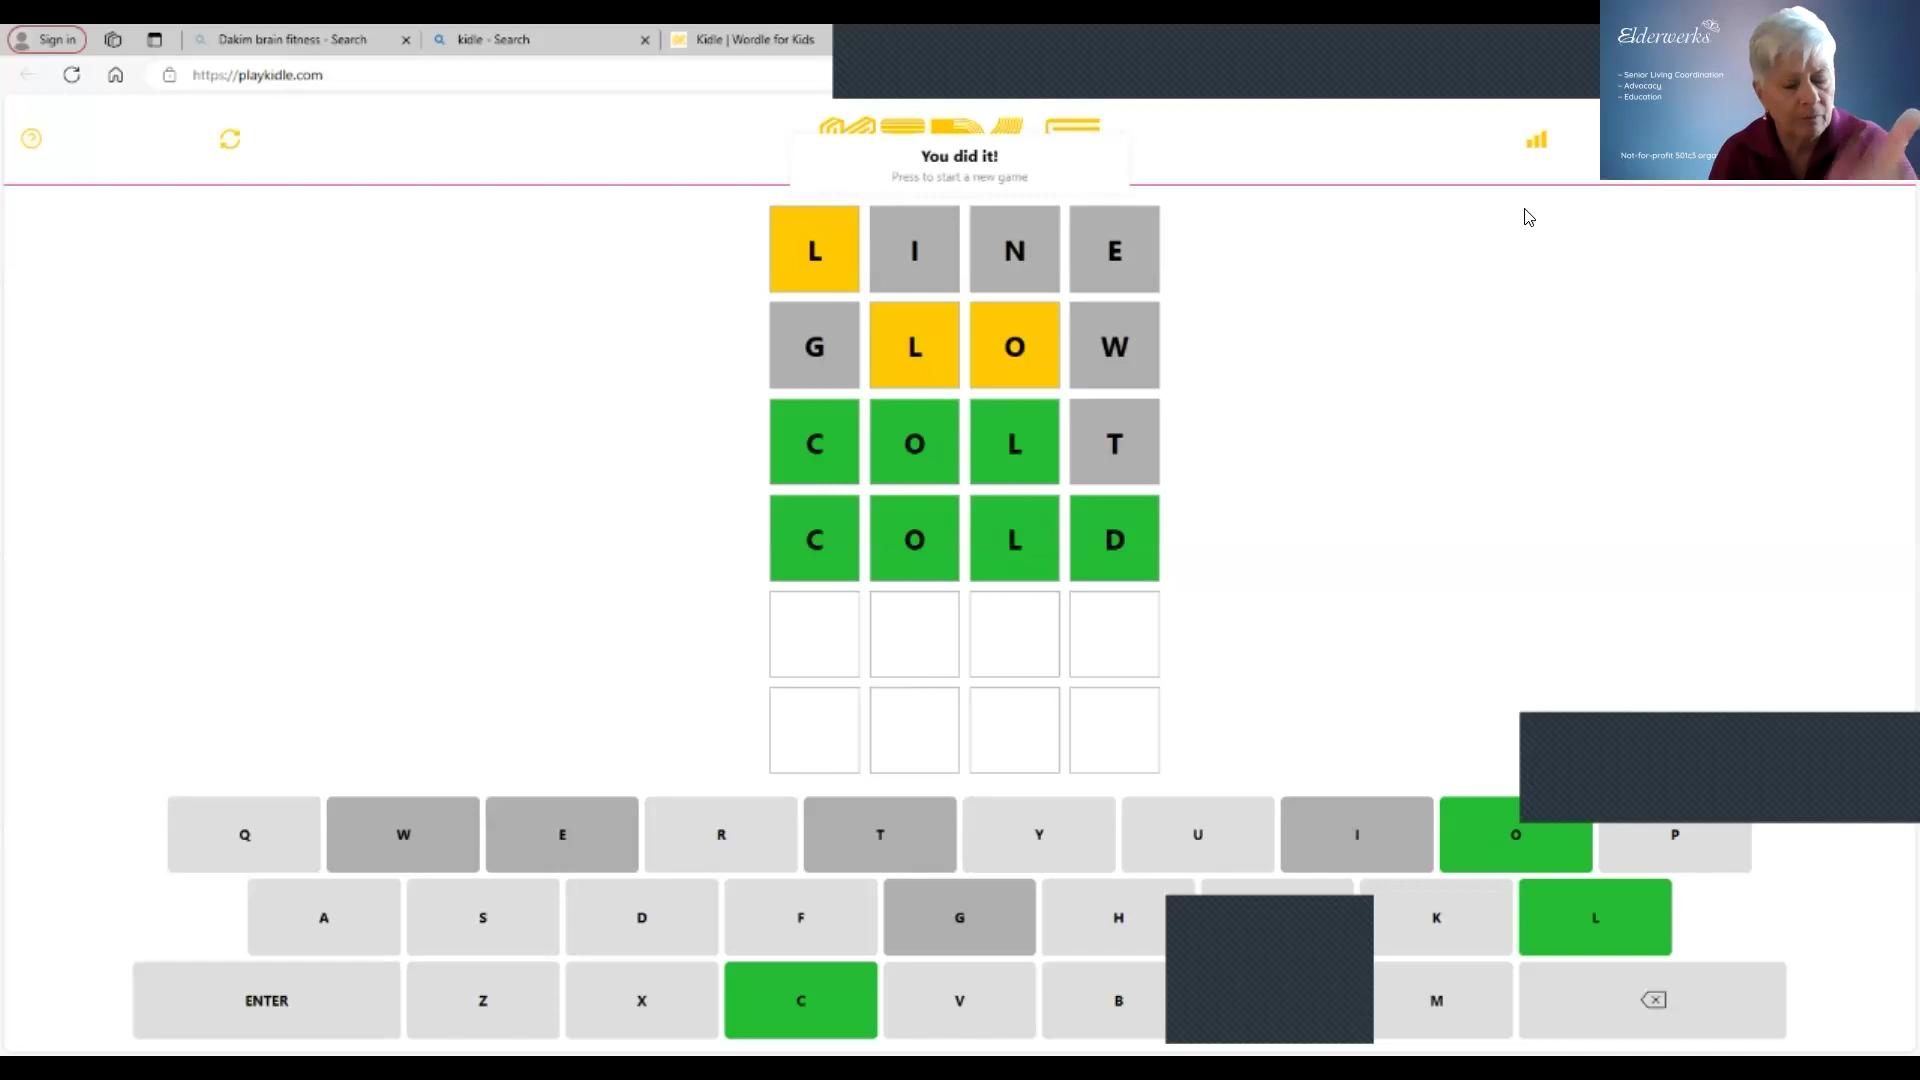 Sign in
Dakim brain fitness - Search
kidle - Search
Kidle | Wordle for Kids
https://playkidle.com
Elderwerks
- Senior Living Coordination
- Advocacy
- Education
Not-for-profit 501c3
You did it!
Press to start a new game
L I N E
G L O W
C O L T
C O L D
Q W E R T Y U I O P
A S D F G H K L
ENTER Z X C V B M